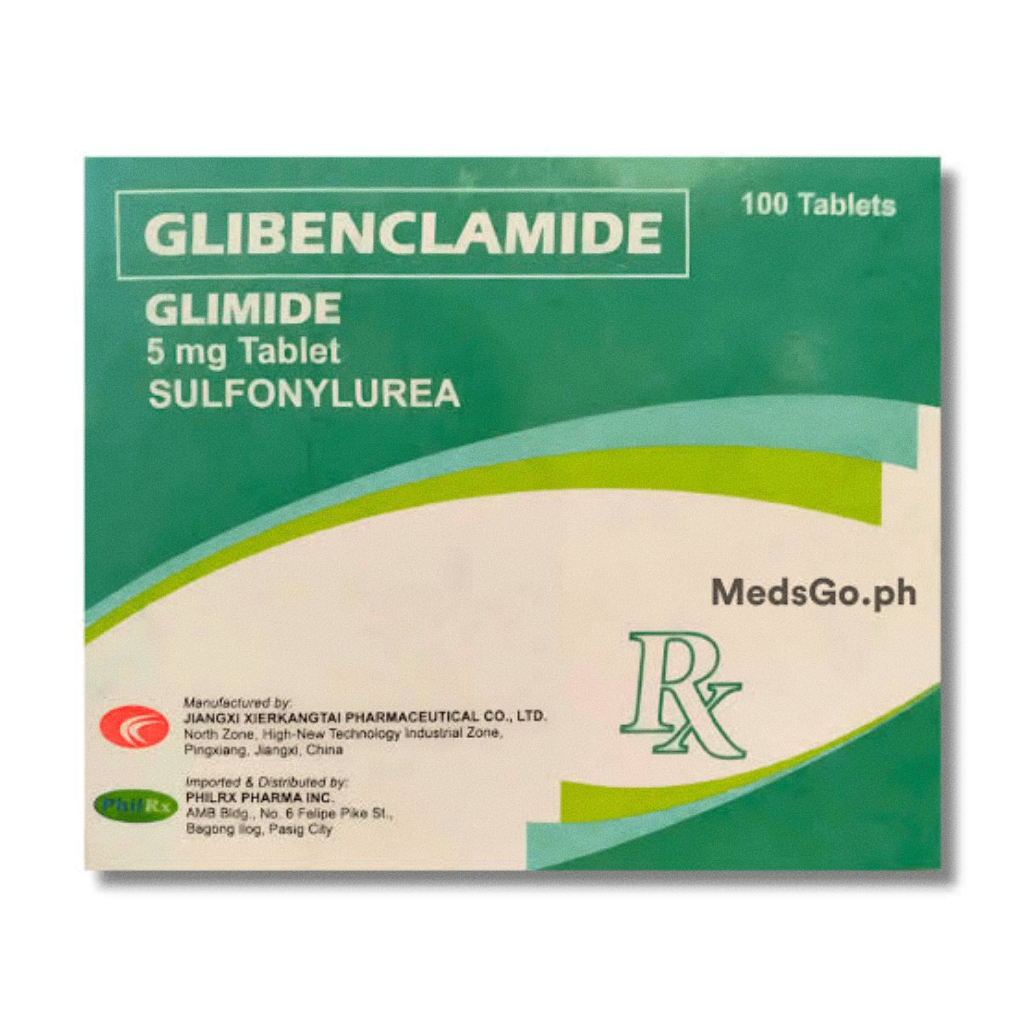 GLIBENCLAMIDE
100 Tablets
GLIMIDE
5 mg Tablet
SULFONYLUREA
MedsGo.ph
Rx
Manufactured by:
JIANGXI XIERKANGTAI PHARMACEUTICAL CO., LTD.
North Zone, High-New Technology Industrial Zone,
Pingxiang, Jiangxi, China
Imported & Distributed by:
PhilRx
PHILRX PHARMA INC.
AMB Bldg., No. 6 Felipe Pike St.,
Bagong Ilog, Pasig City